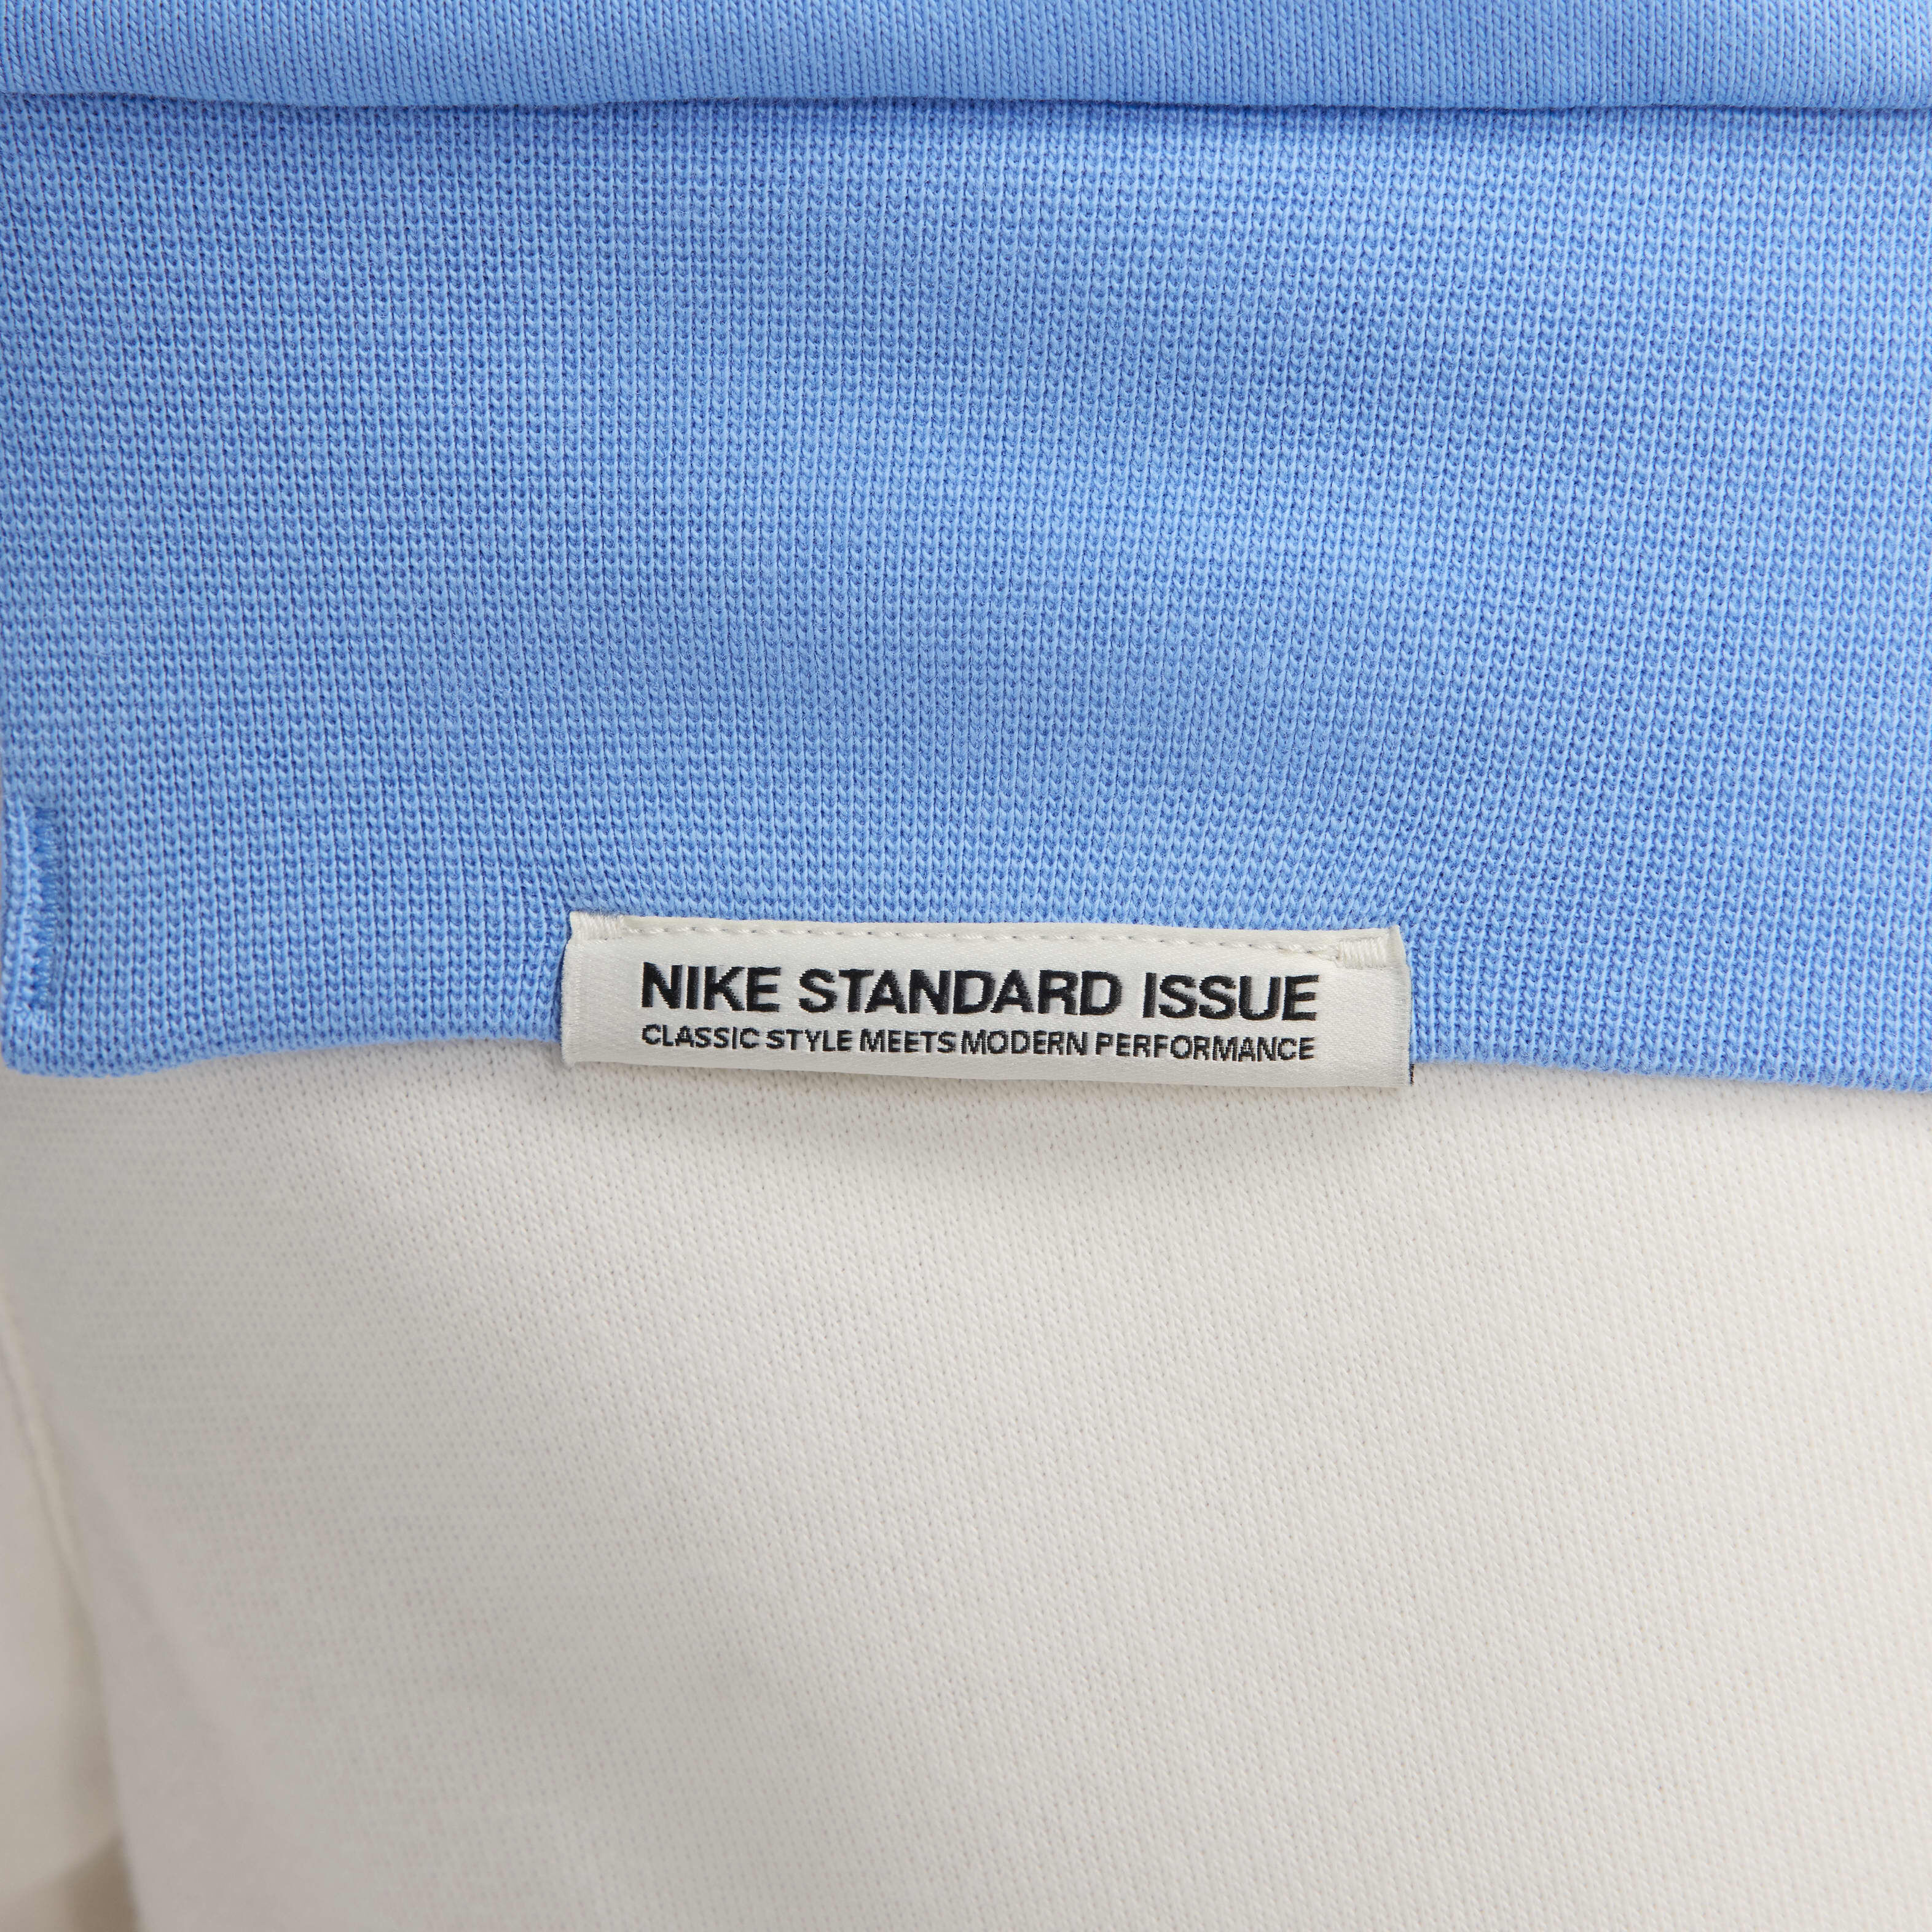 NIKE STANDARD ISSUE
CLASSIC STYLE MEETS MODERN PERFORMANCE